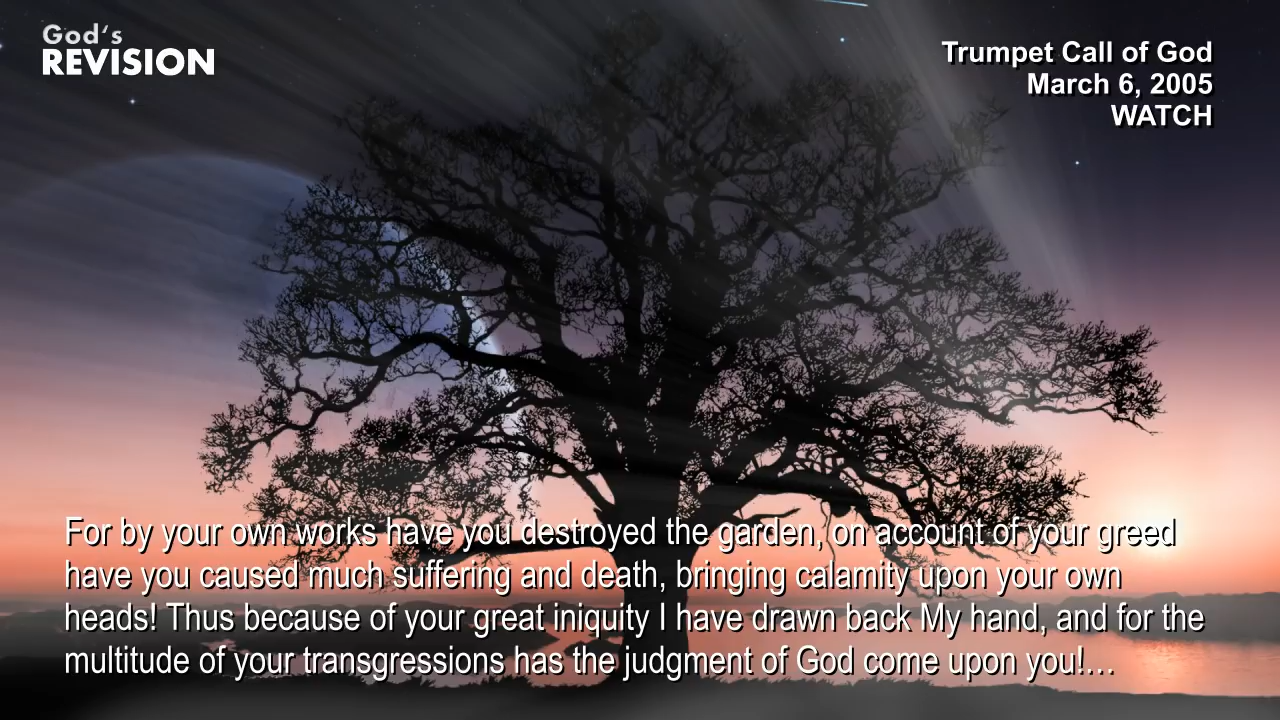 God's
REVISION
Trumpet Call of God
March 6, 2005
WATCH
For by your own works have you destroyed the garden, on account of your greed
have you caused much suffering and death, bringing calamity upon your own
heads! Thus because of your great iniquity I have drawn back My hand, and for the
multitude of your transgressions has the judgment of God come upon you!...